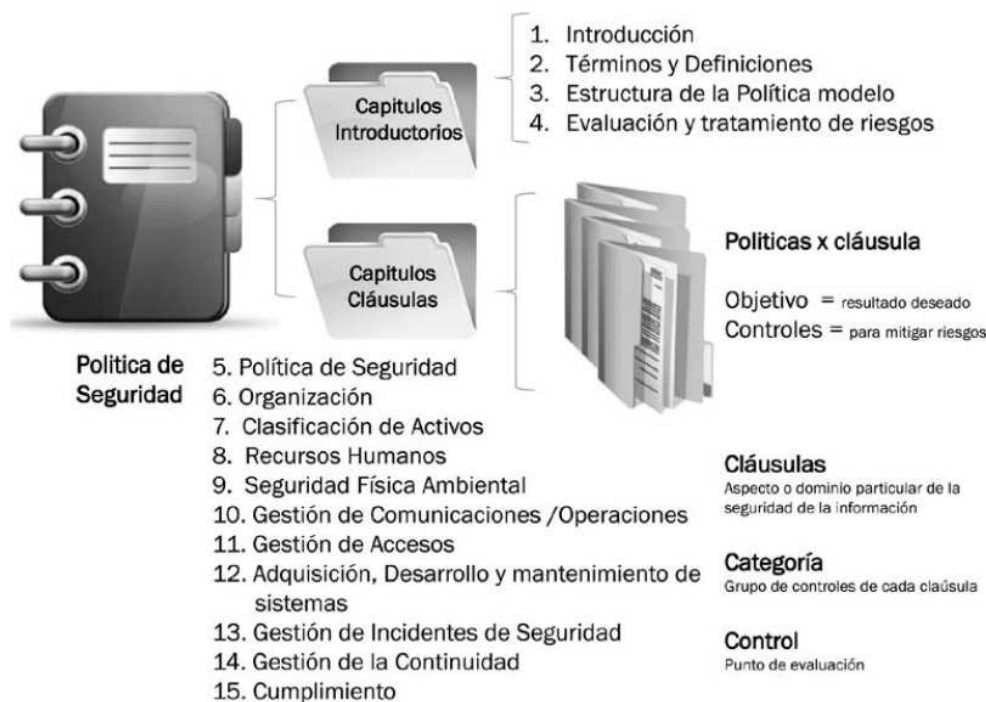 1. Introducción
2. Términos y Definiciones
3. Estructura de la Política modelo
4. Evaluación y tratamiento de riesgos
Capitulos
Introductorios
Capitulos
Cláusulas
Politicas x cláusula
Objetivo = resultado deseado
Controles = para mitigar riesgos
Politica de
Seguridad
5. Política de Seguridad
6. Organización
7. Clasificación de Activos
8. Recursos Humanos
9. Seguridad Física Ambiental
10. Gestión de Comunicaciones /Operaciones
11. Gestión de Accesos
12. Adquisición, Desarrollo y mantenimiento de
sistemas
13. Gestión de Incidentes de Seguridad
14. Gestión de la Continuidad
15. Cumplimiento
Cláusulas
Aspecto o dominio particular de la
seguridad de la información
Categoría
Grupo de controles de cada claúsula
Control
Punto de evaluación